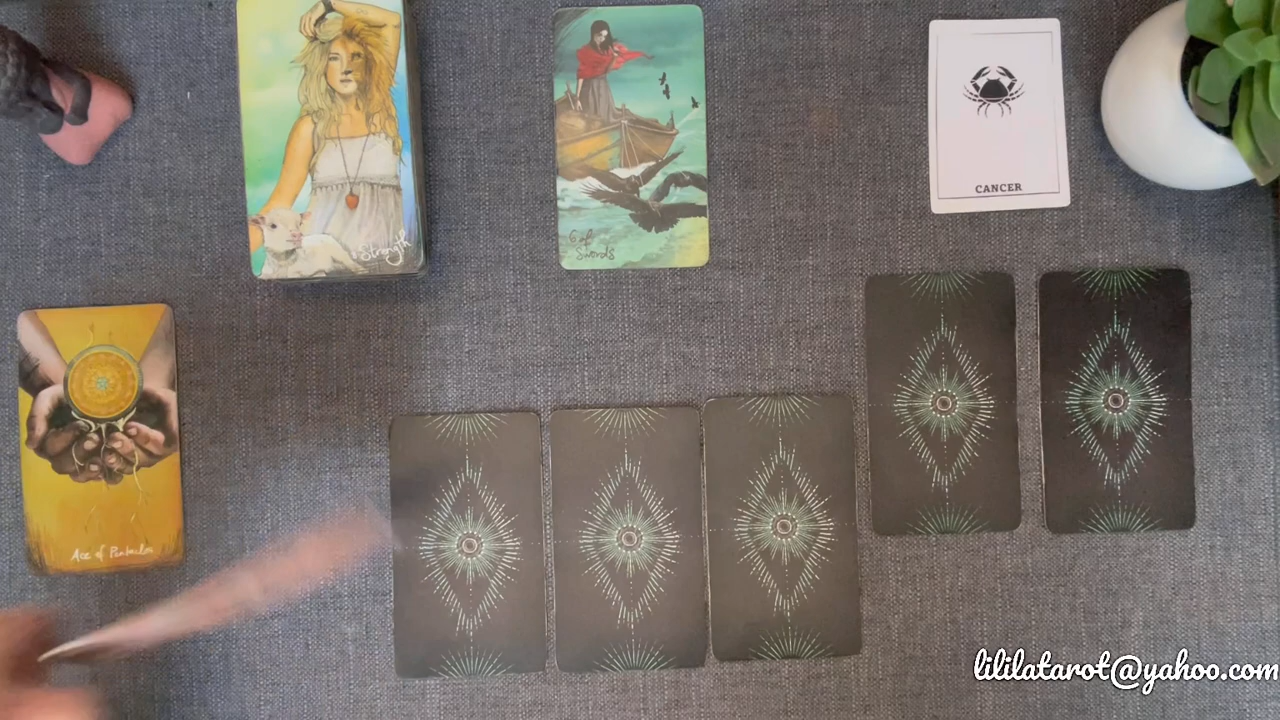 Strength
6 of
Swords
CANCER
Ace of Pentacles
lililatarot@yahoo.com